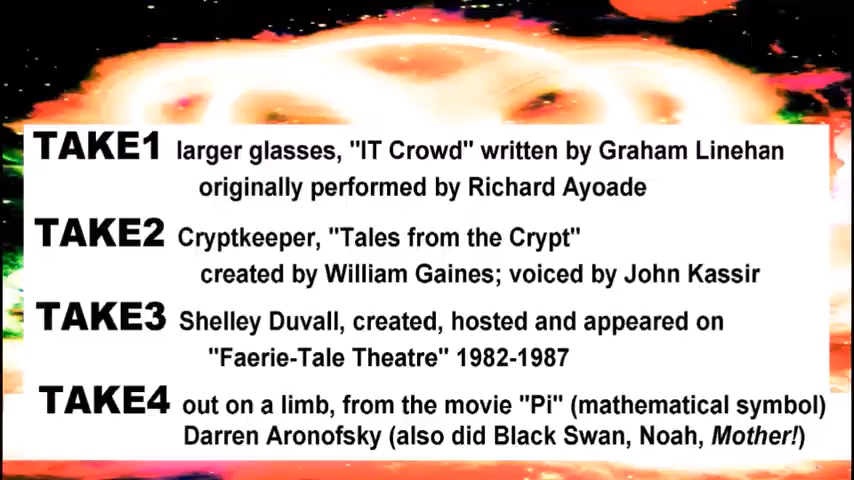 TAKE1 larger glasses, "IT Crowd" written by Graham Linehan
originally performed by Richard Ayoade
TAKE2 Cryptkeeper, "Tales from the Crypt"
created by William Gaines; voiced by John Kassir
TAKE3 Shelley Duvall, created, hosted and appeared on
"Faerie-Tale Theatre" 1982-1987
TAKE4 out on a limb, from the movie "Pi" (mathematical symbol)
Darren Aronofsky (also did Black Swan, Noah, Mother!)